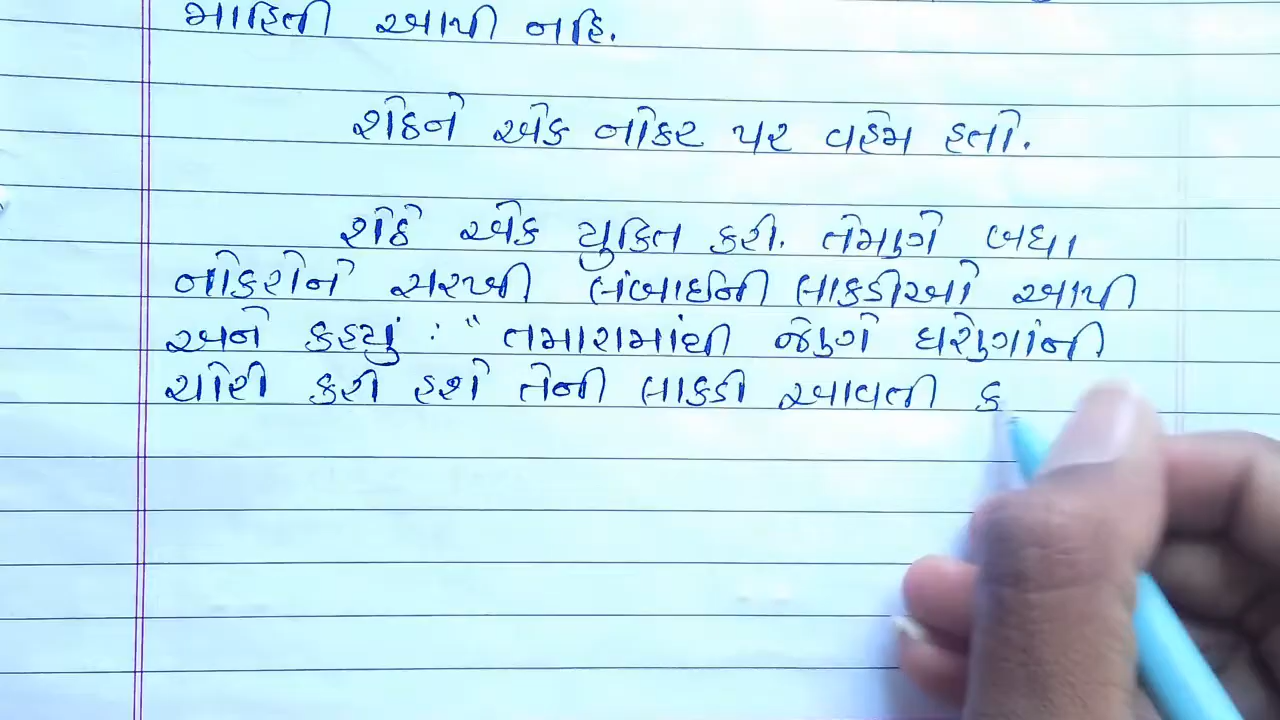 માહિતી આપી નહિ.
શેઠને એક નોકર પર વહેમ હતો.
શેઠે એક યુક્તિ કરી. તેમણે બધા
નોકરોને સરખી લંબાઈની લાકડીઓ આપી
અને કહ્યું : “ તમારામાંથી જેણે ઘરેણાંની
ચોરી કરી હશે તેની લાકડી આવતી ક